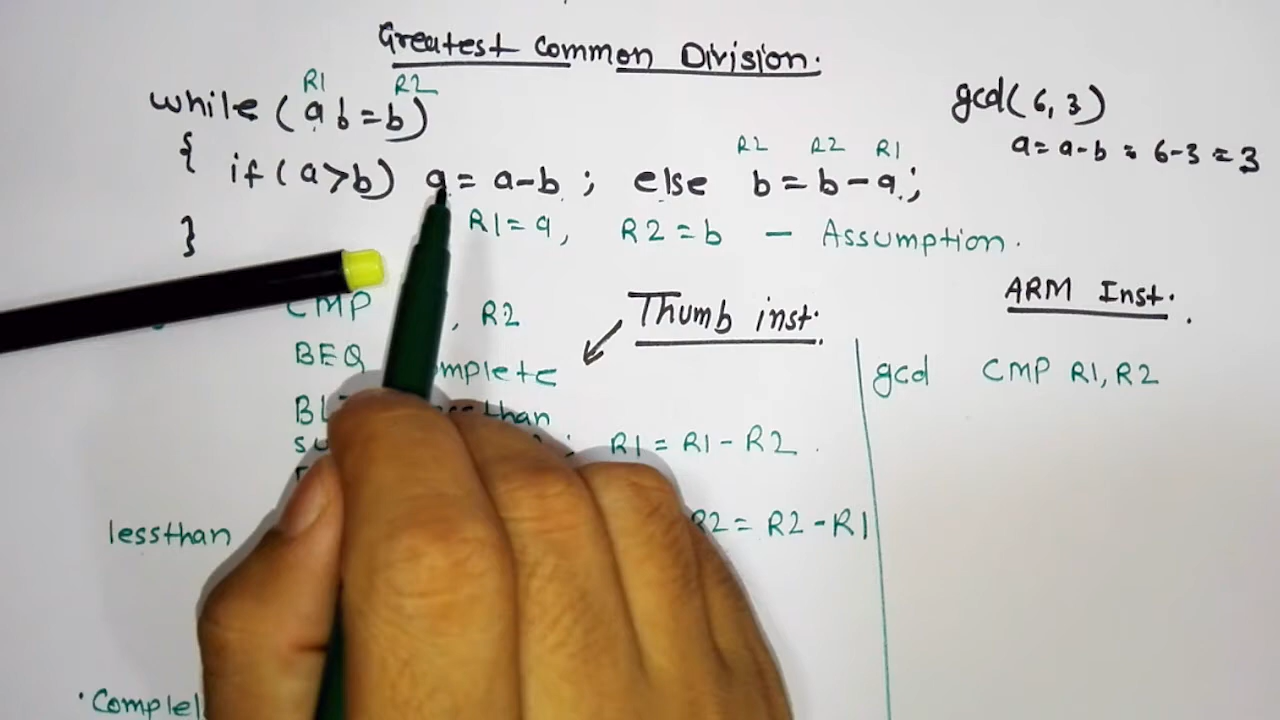 Greatest Common Division.
R1 R2
while ( a b = b )
gcd( 6, 3 )
a = a-b = 6-3 = 3
R2 R2 R1
{ if ( a > b ) a = a-b ; else b = b - a ;
}
R1 = a, R2 = b - Assumption.
CMP , R2
Thumb inst.
ARM Inst.
BEQ
gcd CMP R1, R2
R1 = R1 - R2 .
lessthan R2 = R2 - R1